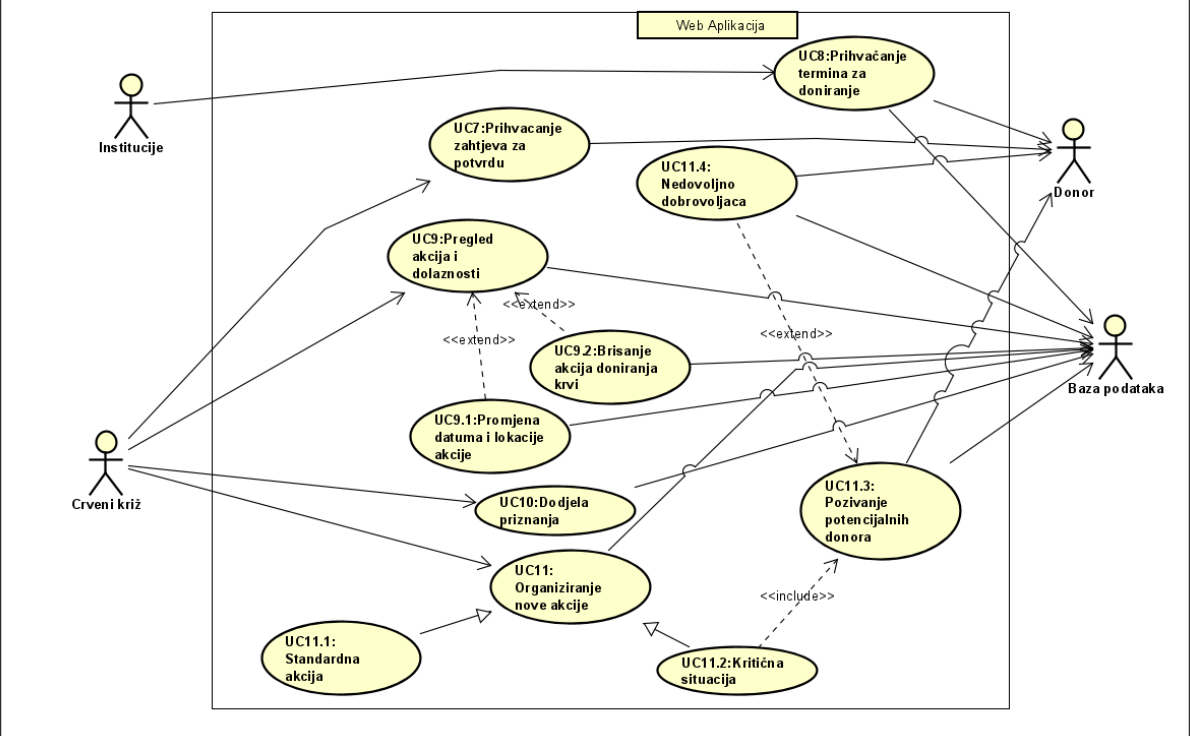 Web Aplikacija
UC8:Prihvaćanje
termina za
doniranje
Institucije
UC7:Prihvacanje
zahtjeva za
potvrdu
UC11.4:
Nedovoljno
dobrovoljaca
Donor
UC9:Pregled
akcija i
dolaznosti
<<extend>>
<<extend>>
<<extend>>
UC9.2:Brisanje
akcija doniranja
krvi
Baza podataka
UC9.1:Promjena
datuma i lokacije
akcije
Crveni križ
UC10:Dodjela
priznanja
UC11.3:
Pozivanje
potencijalnih
donora
UC11:
Organiziranje
nove akcije
<<include>>
UC11.1:
Standardna
akcija
UC11.2:Kritična
situacija